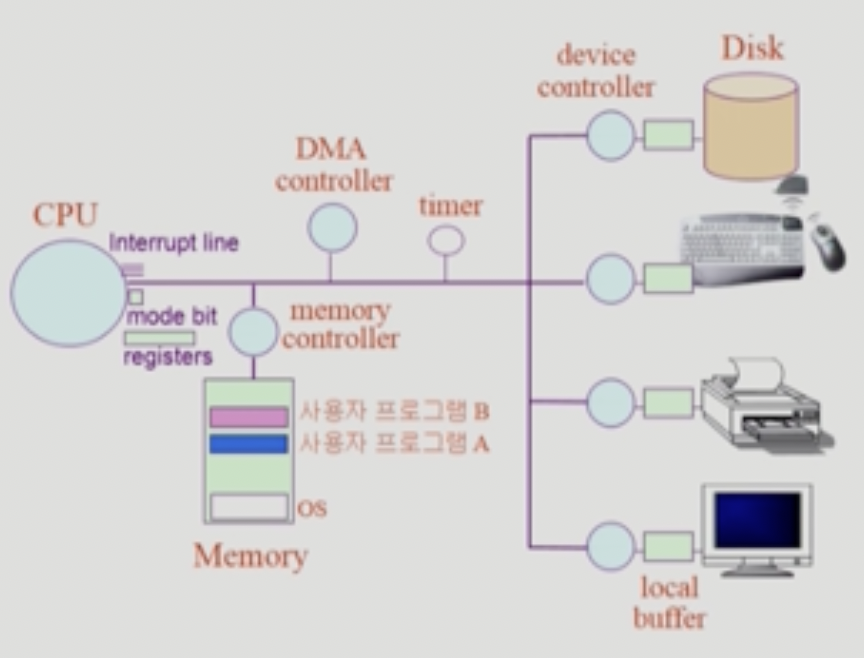 device
controller
Disk
DMA
controller
timer
CPU
Interrupt line
mode bit
registers
memory
controller
사용자 프로그램 B
사용자 프로그램 A
OS
Memory
local
buffer